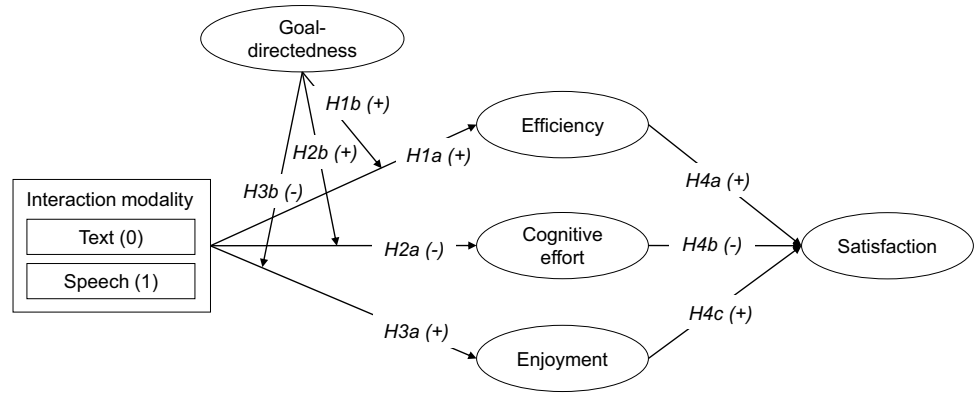 Goal-
directedness
H1b (+)
Efficiency
H2b (+)
H1a (+)
H4a (+)
H3b (-)
Interaction modality
Text (0)
Speech (1)
H2a (-)
Cognitive
effort
H4b (-)
Satisfaction
H3a (+)
H4c (+)
Enjoyment